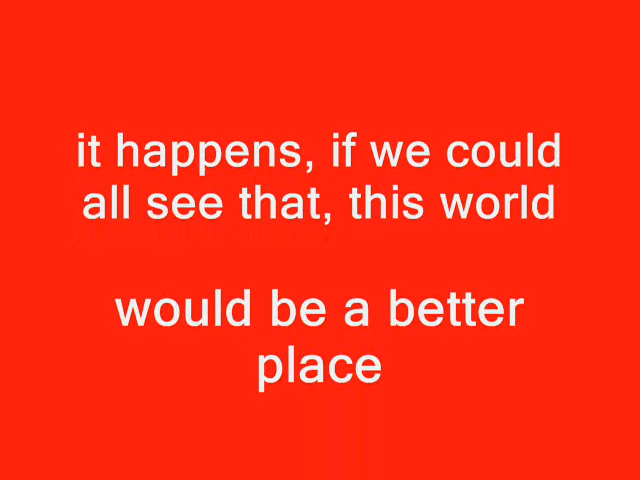 it happens, if we could
all see that, this world
would be a better
place